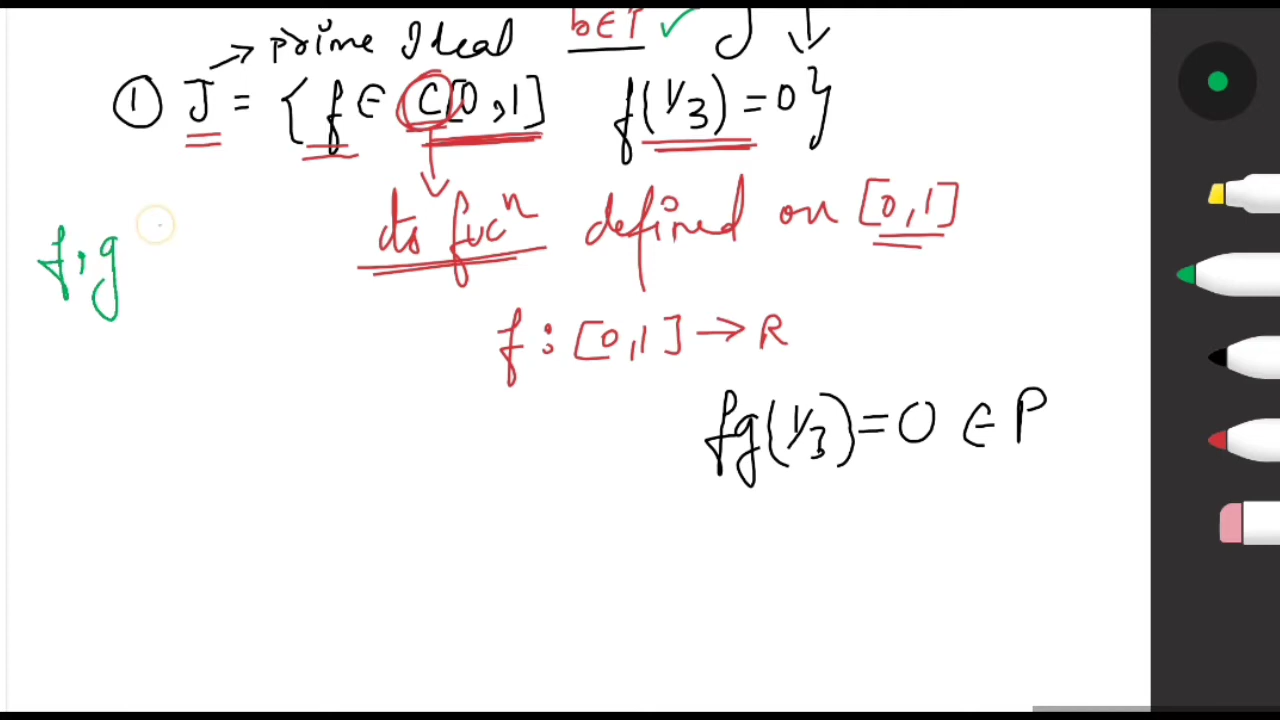 prime Ideal b∈T ✓ J ↓
① J = { f ∈ C[0,1] f(1/3) = 0 }
cts fucⁿ defined on [0,1]
f, g
f : [0,1] → R
fg(1/3) = 0 ∈ P